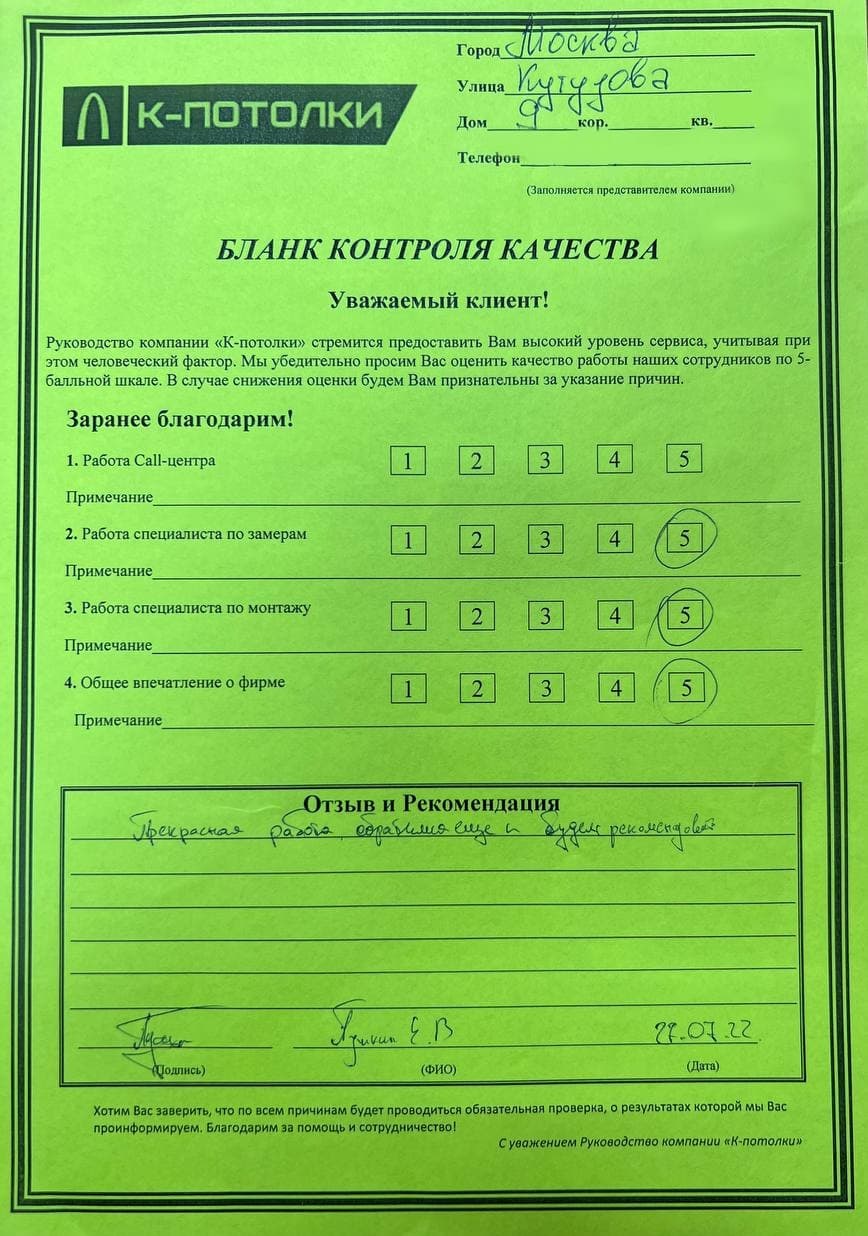 К-ПОТОЛКИ
Город Москва
Улица Кутузова
Дом 9 кор. кв.
Телефон
(Заполняется представителем компании)
БЛАНК КОНТРОЛЯ КАЧЕСТВА
Уважаемый клиент!
Руководство компании «К-потолки» стремится предоставить Вам высокий уровень сервиса, учитывая при
этом человеческий фактор. Мы убедительно просим Вас оценить качество работы наших сотрудников по 5-
балльной шкале. В случае снижения оценки будем Вам признательны за указание причин.
Заранее благодарим!
1. Работа Call-центра 1 2 3 4 5
Примечание
2. Работа специалиста по замерам 1 2 3 4 5
Примечание
3. Работа специалиста по монтажу 1 2 3 4 5
Примечание
4. Общее впечатление о фирме 1 2 3 4 5
Примечание
Отзыв и Рекомендация
Прекрасная работа, обратимся еще и будем рекомендовать
Е.В 22.07.22
(Подпись) (ФИО) (Дата)
Хотим Вас заверить, что по всем причинам будет проводиться обязательная проверка, о результатах которой мы Вас
проинформируем. Благодарим за помощь и сотрудничество!
С уважением Руководство компании «К-потолки»